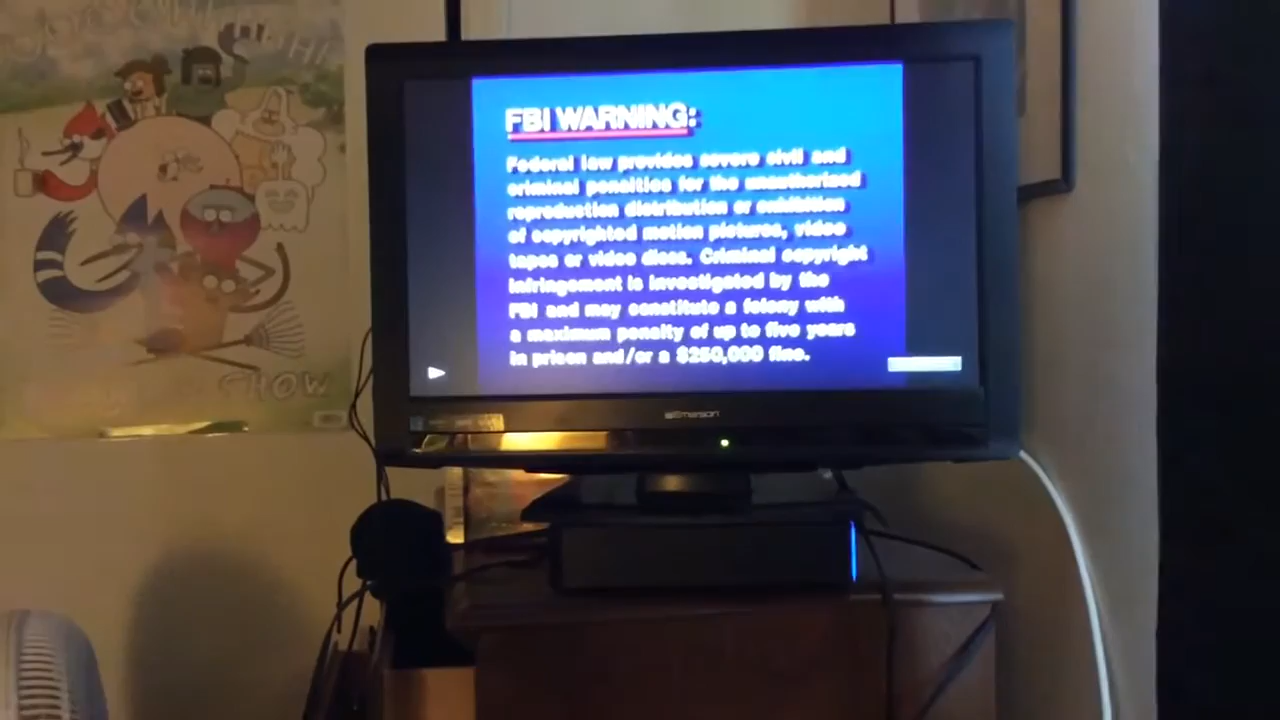 FBI WARNING:
Federal law provides severe civil and
criminal penalties for the unauthorized
reproduction distribution or exhibition
of copyrighted motion pictures, video
tapes or video discs. Criminal copyright
infringement is investigated by the
FBI and may constitute a felony with
a maximum penalty of up to five years
in prison and/or a $250,000 fine.
Emerson
SHOW